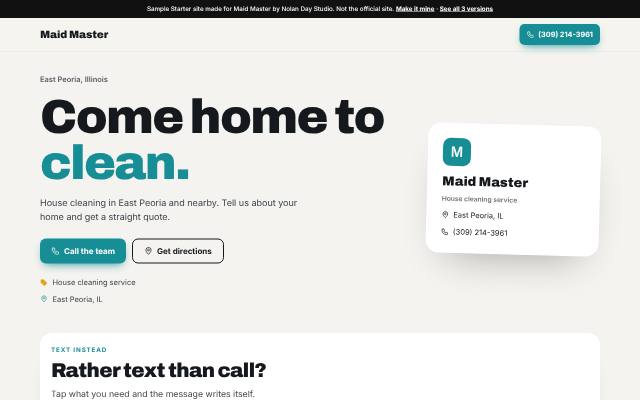 Sample Starter site made for Maid Master by Nolan Day Studio. Not the official site. Make it mine · See all 3 versions
Maid Master
(309) 214-3961
East Peoria, Illinois
Come home to
clean.
House cleaning in East Peoria and nearby. Tell us about your
home and get a straight quote.
Call the team
Get directions
House cleaning service
East Peoria, IL
M
Maid Master
House cleaning service
East Peoria, IL
(309) 214-3961
TEXT INSTEAD
Rather text than call?
Tap what you need and the message writes itself.